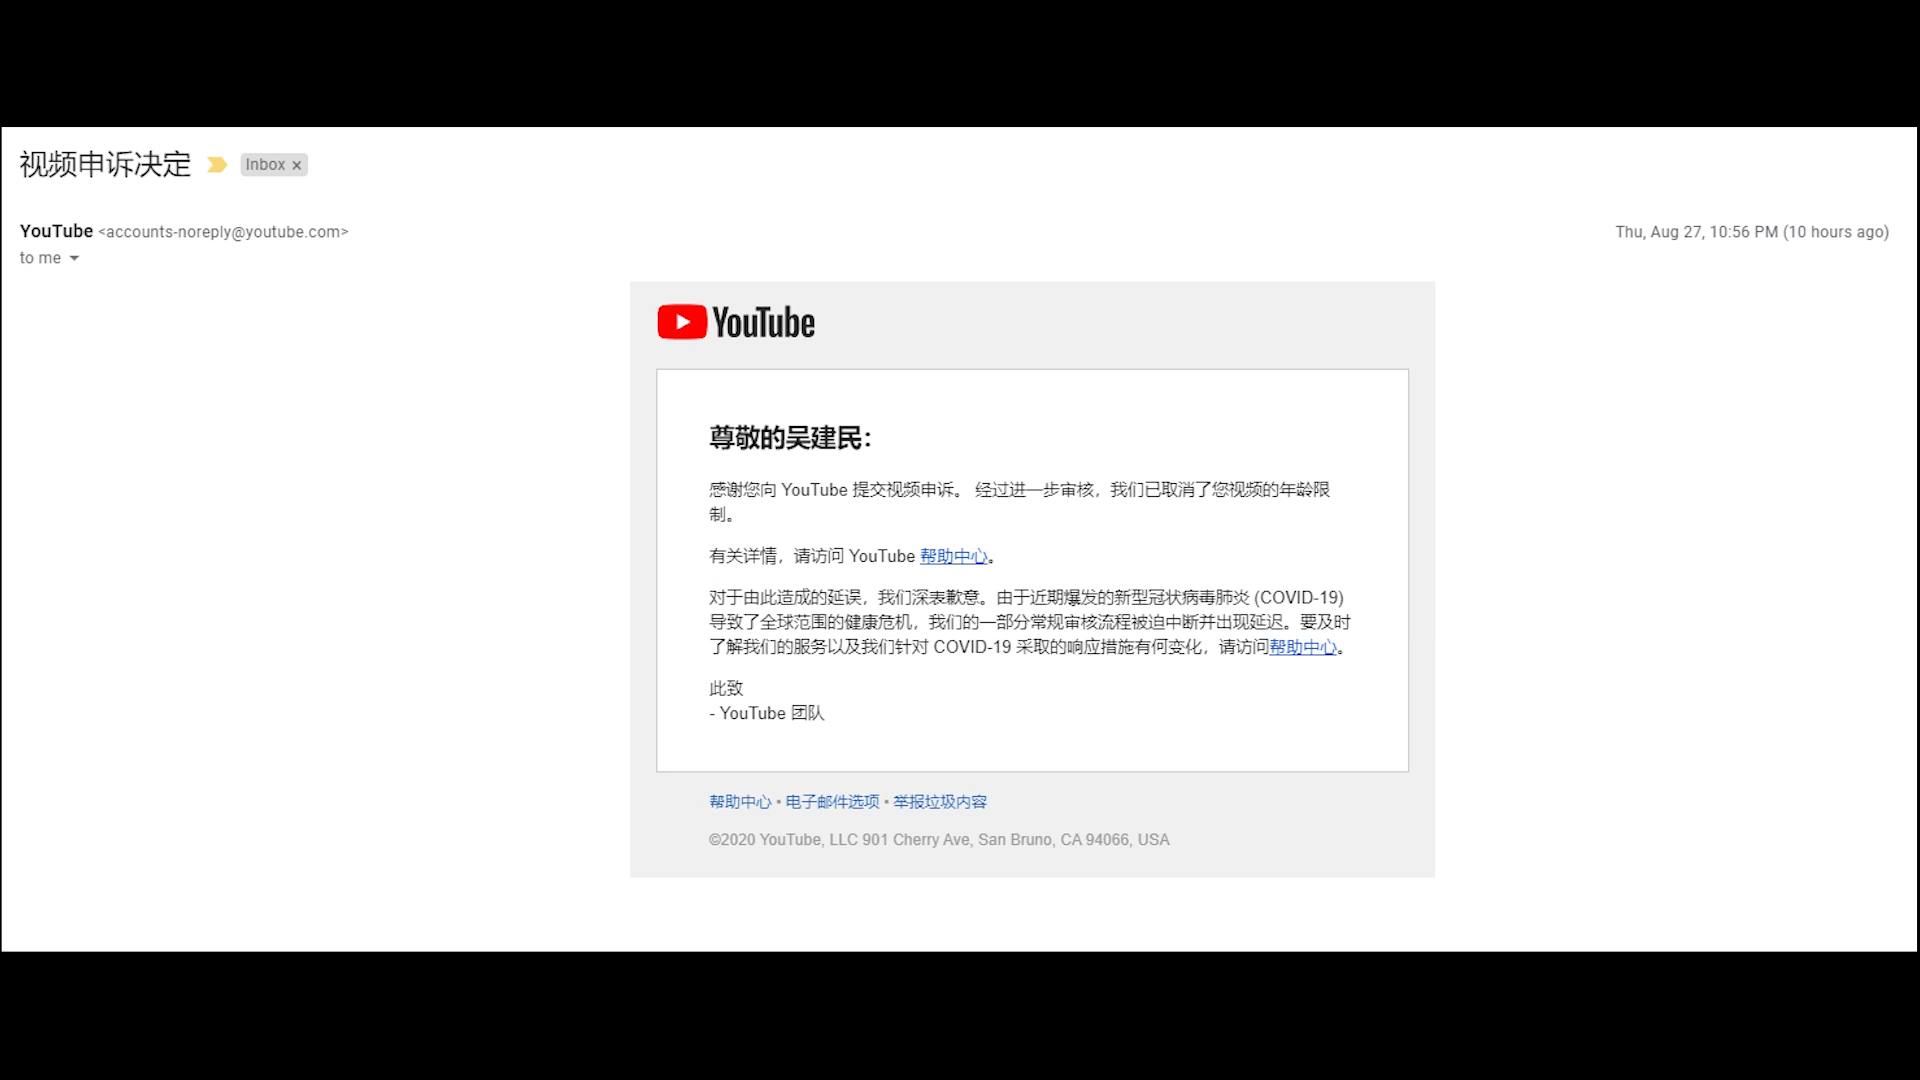 视频申诉决定 Inbox ×
YouTube <accounts-noreply@youtube.com> Thu, Aug 27, 10:56 PM (10 hours ago)
to me
YouTube
尊敬的吴建民：
感谢您向 YouTube 提交视频申诉。 经过进一步审核，我们已取消了您视频的年龄限
制。
有关详情，请访问 YouTube 帮助中心。
对于由此造成的延误，我们深表歉意。由于近期爆发的新型冠状病毒肺炎 (COVID-19)
导致了全球范围的健康危机，我们的一部分常规审核流程被迫中断并出现延迟。要及时
了解我们的服务以及我们针对 COVID-19 采取的响应措施有何变化，请访问帮助中心。
此致
- YouTube 团队
帮助中心 • 电子邮件选项 • 举报垃圾内容
©2020 YouTube, LLC 901 Cherry Ave, San Bruno, CA 94066, USA